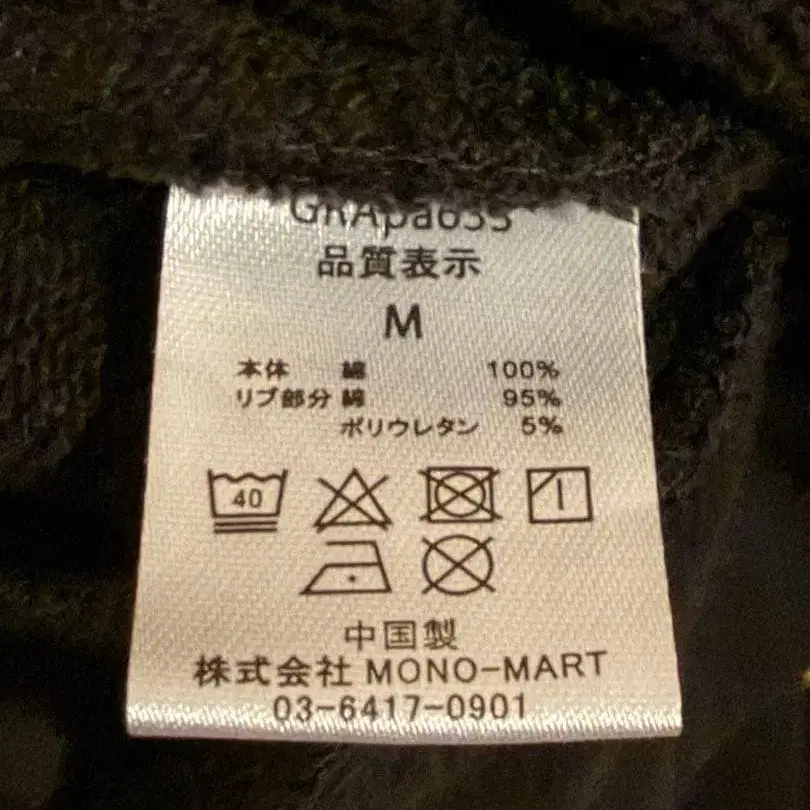 品質表示
M
本体 綿 100%
リブ部分 綿 95%
ポリウレタン 5%
40
中国製
株式会社 MONO-MART
03-6417-0901